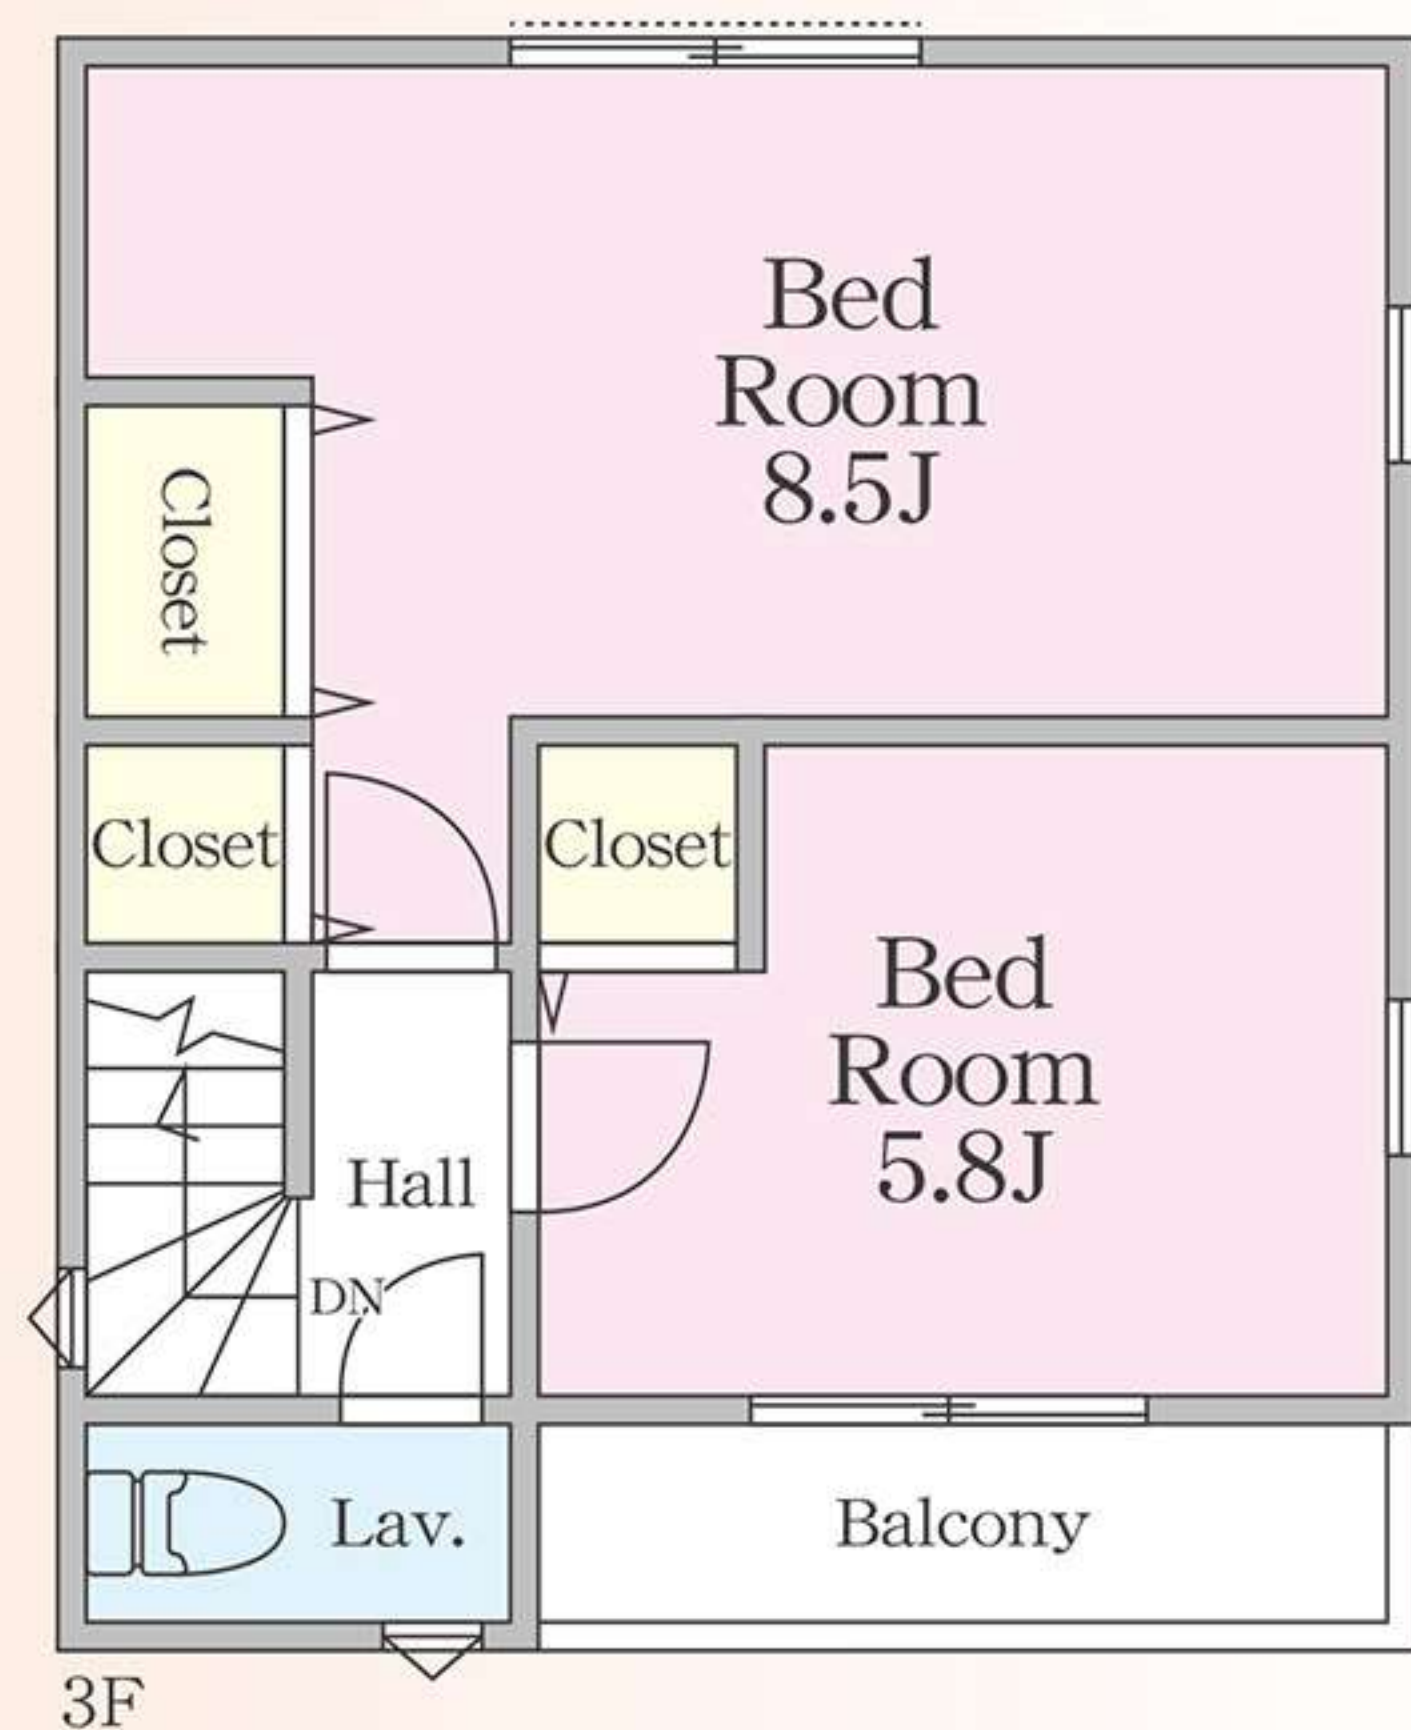 Bed
Room
8.5J
Closet
Closet
Closet
Bed
Room
5.8J
Hall
DN
Lav.
Balcony
3F